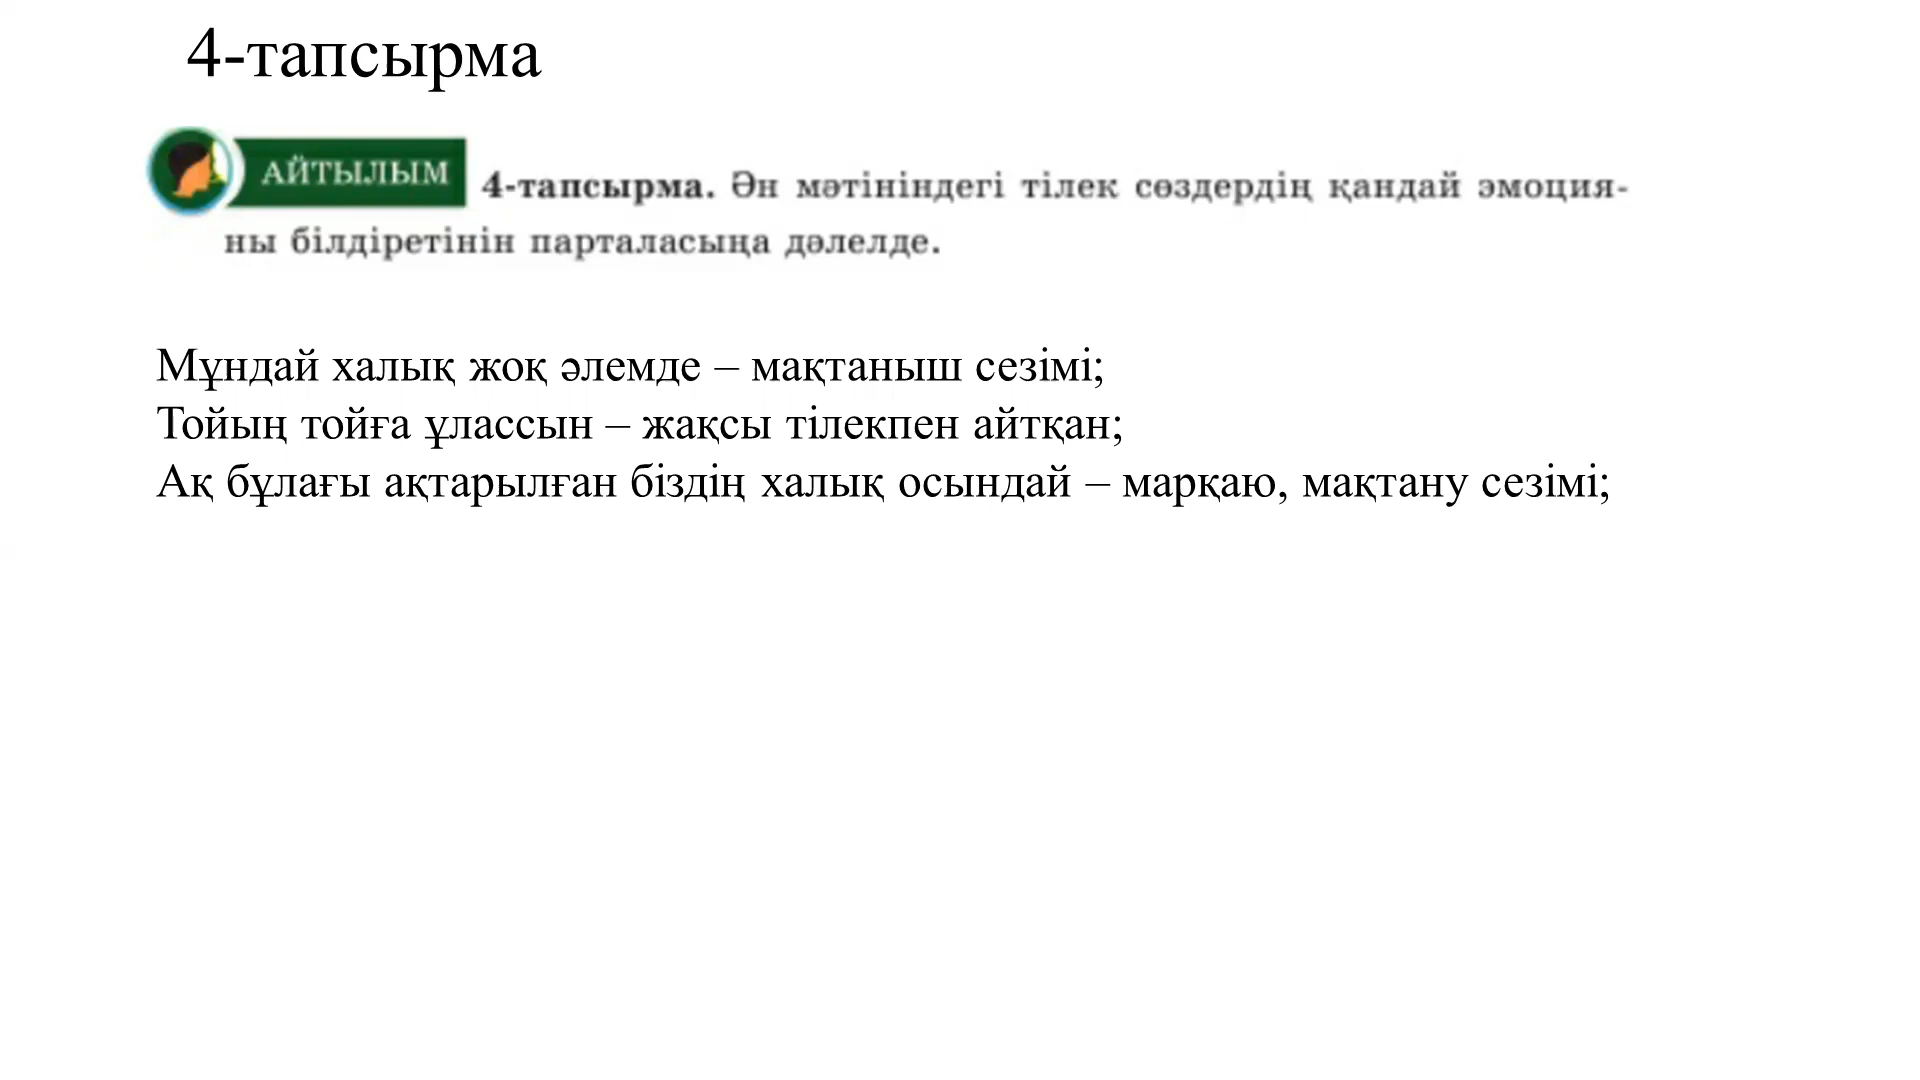 4-тапсырма
АЙТЫЛЫМ 4-тапсырма. Ән мәтініндегі тілек сөздердің қандай эмоция-
ны білдіретінін парталасыңа дәлелде.
Мұндай халық жоқ әлемде – мақтаныш сезімі;
Тойың тойға ұлассын – жақсы тілекпен айтқан;
Ақ бұлағы ақтарылған біздің халық осындай – марқаю, мақтану сезімі;